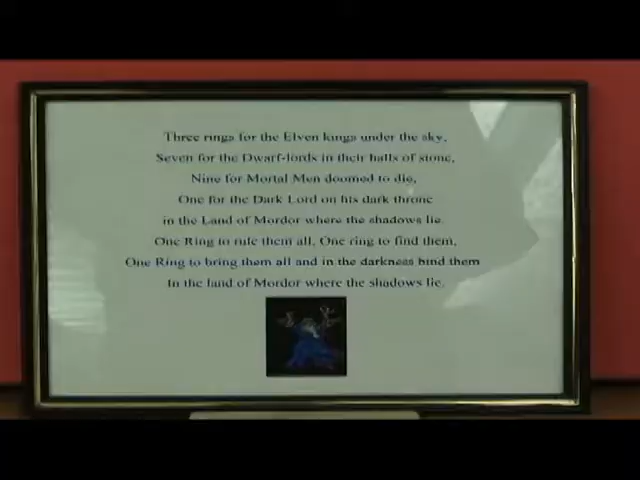 Three rings for the Elven kings under the sky,
Seven for the Dwarf-lords in their halls of stone,
Nine for Mortal Men doomed to die,
One for the Dark Lord on his dark throne
in the Land of Mordor where the shadows lie.
One Ring to rule them all, One ring to find them,
One Ring to bring them all and in the darkness bind them
In the land of Mordor where the shadows lie.